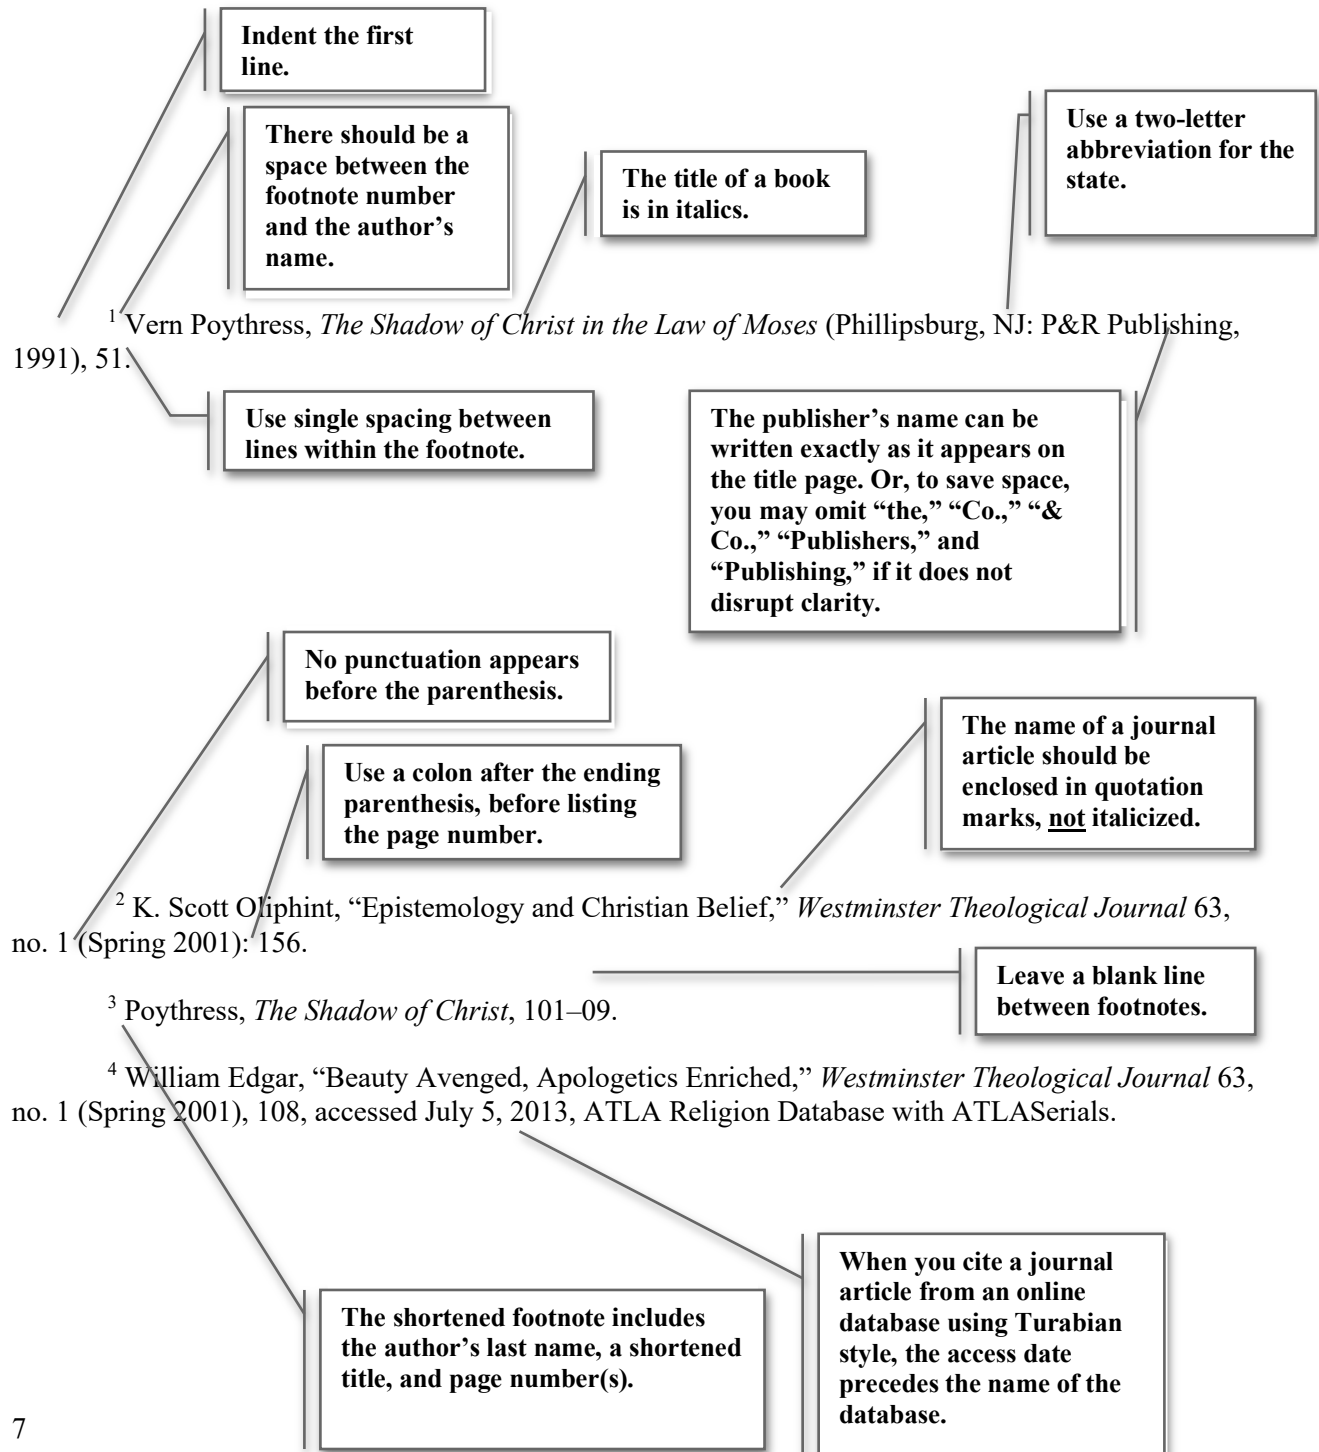 Indent the first
line.
There should be a
space between the
footnote number
and the author’s
name.
The title of a book
is in italics.
Use a two-letter
abbreviation for the
state.
1 Vern Poythress, The Shadow of Christ in the Law of Moses (Phillipsburg, NJ: P&R Publishing,
1991), 51.
Use single spacing between
lines within the footnote.
The publisher’s name can be
written exactly as it appears on
the title page. Or, to save space,
you may omit “the,” “Co.,” “&
Co.,” “Publishers,” and
“Publishing,” if it does not
disrupt clarity.
No punctuation appears
before the parenthesis.
Use a colon after the ending
parenthesis, before listing
the page number.
The name of a journal
article should be
enclosed in quotation
marks, not italicized.
2 K. Scott Oliphint, “Epistemology and Christian Belief,” Westminster Theological Journal 63,
no. 1 (Spring 2001): 156.
Leave a blank line
between footnotes.
3 Poythress, The Shadow of Christ, 101–09.
4 William Edgar, “Beauty Avenged, Apologetics Enriched,” Westminster Theological Journal 63,
no. 1 (Spring 2001), 108, accessed July 5, 2013, ATLA Religion Database with ATLASerials.
The shortened footnote includes
the author’s last name, a shortened
title, and page number(s).
When you cite a journal
article from an online
database using Turabian
style, the access date
precedes the name of the
database.
7